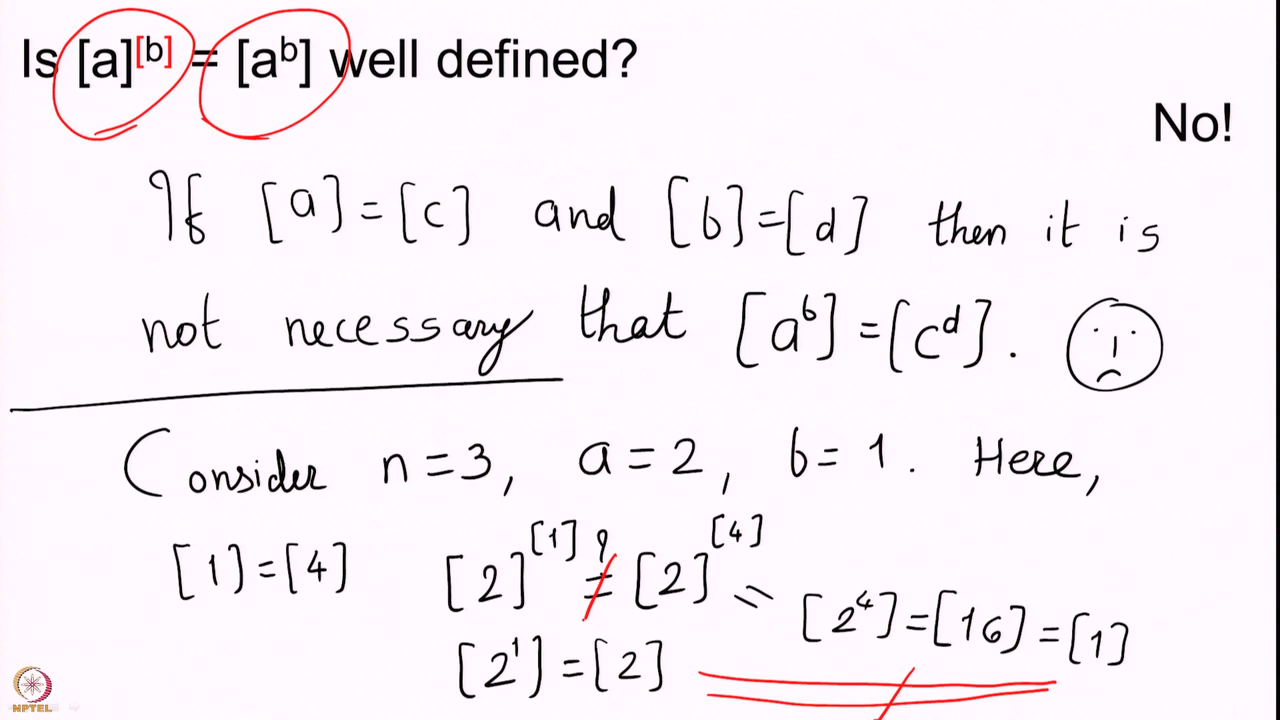 Is [a]^[b] = [a^b] well defined?
No!
If [a]=[c] and [b]=[d] then it is
not necessary that [a^b]=[c^d].
Consider n=3, a=2, b=1. Here,
[1]=[4] [2]^[1] ≠? [2]^[4] = [2^4]=[16]=[1]
[2^1]=[2]
NPTEL